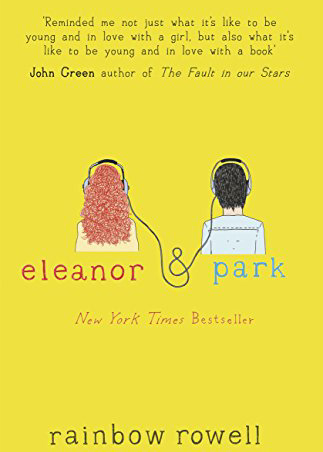 'Reminded me not just what it's like to be
young and in love with a girl, but also what it's
like to be young and in love with a book'
John Green author of The Fault in our Stars
eleanor & park
New York Times Bestseller
rainbow rowell